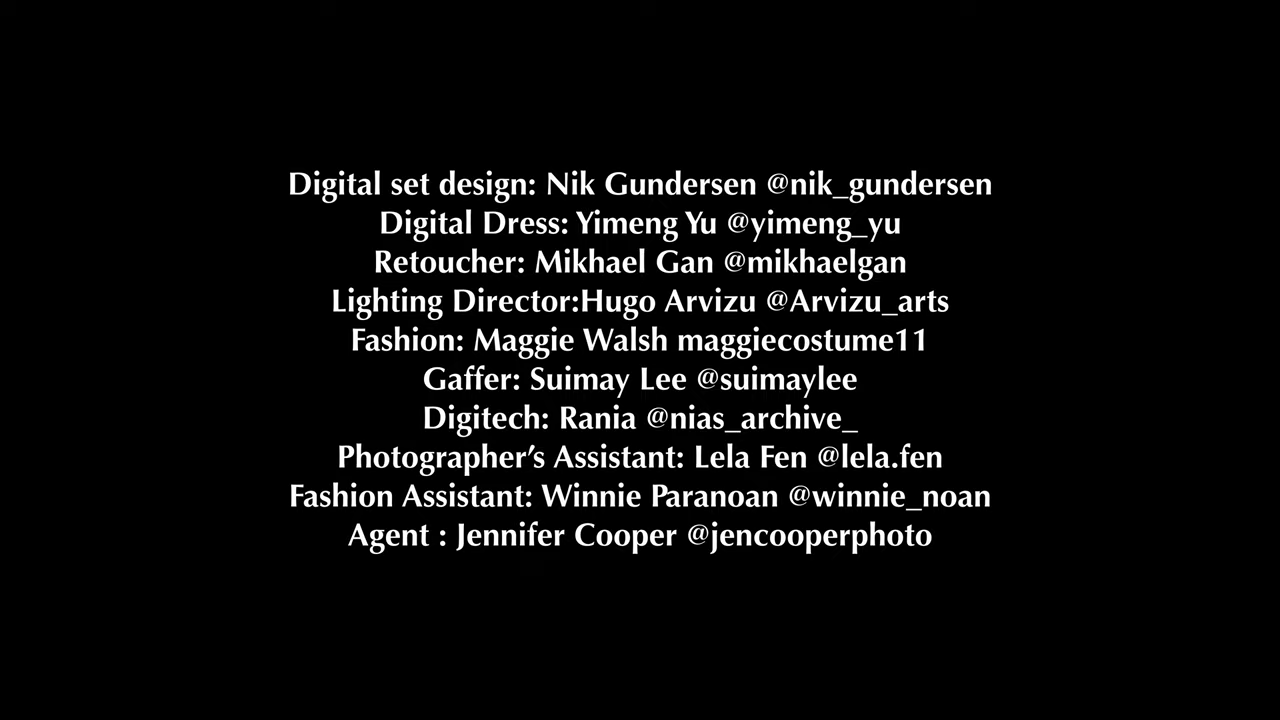 Digital set design: Nik Gundersen @nik_gundersen
Digital Dress: Yimeng Yu @yimeng_yu
Retoucher: Mikhael Gan @mikhaelgan
Lighting Director:Hugo Arvizu @Arvizu_arts
Fashion: Maggie Walsh maggiecostume11
Gaffer: Suimay Lee @suimaylee
Digitech: Rania @nias_archive_
Photographer’s Assistant: Lela Fen @lela.fen
Fashion Assistant: Winnie Paranoan @winnie_noan
Agent : Jennifer Cooper @jencooperphoto